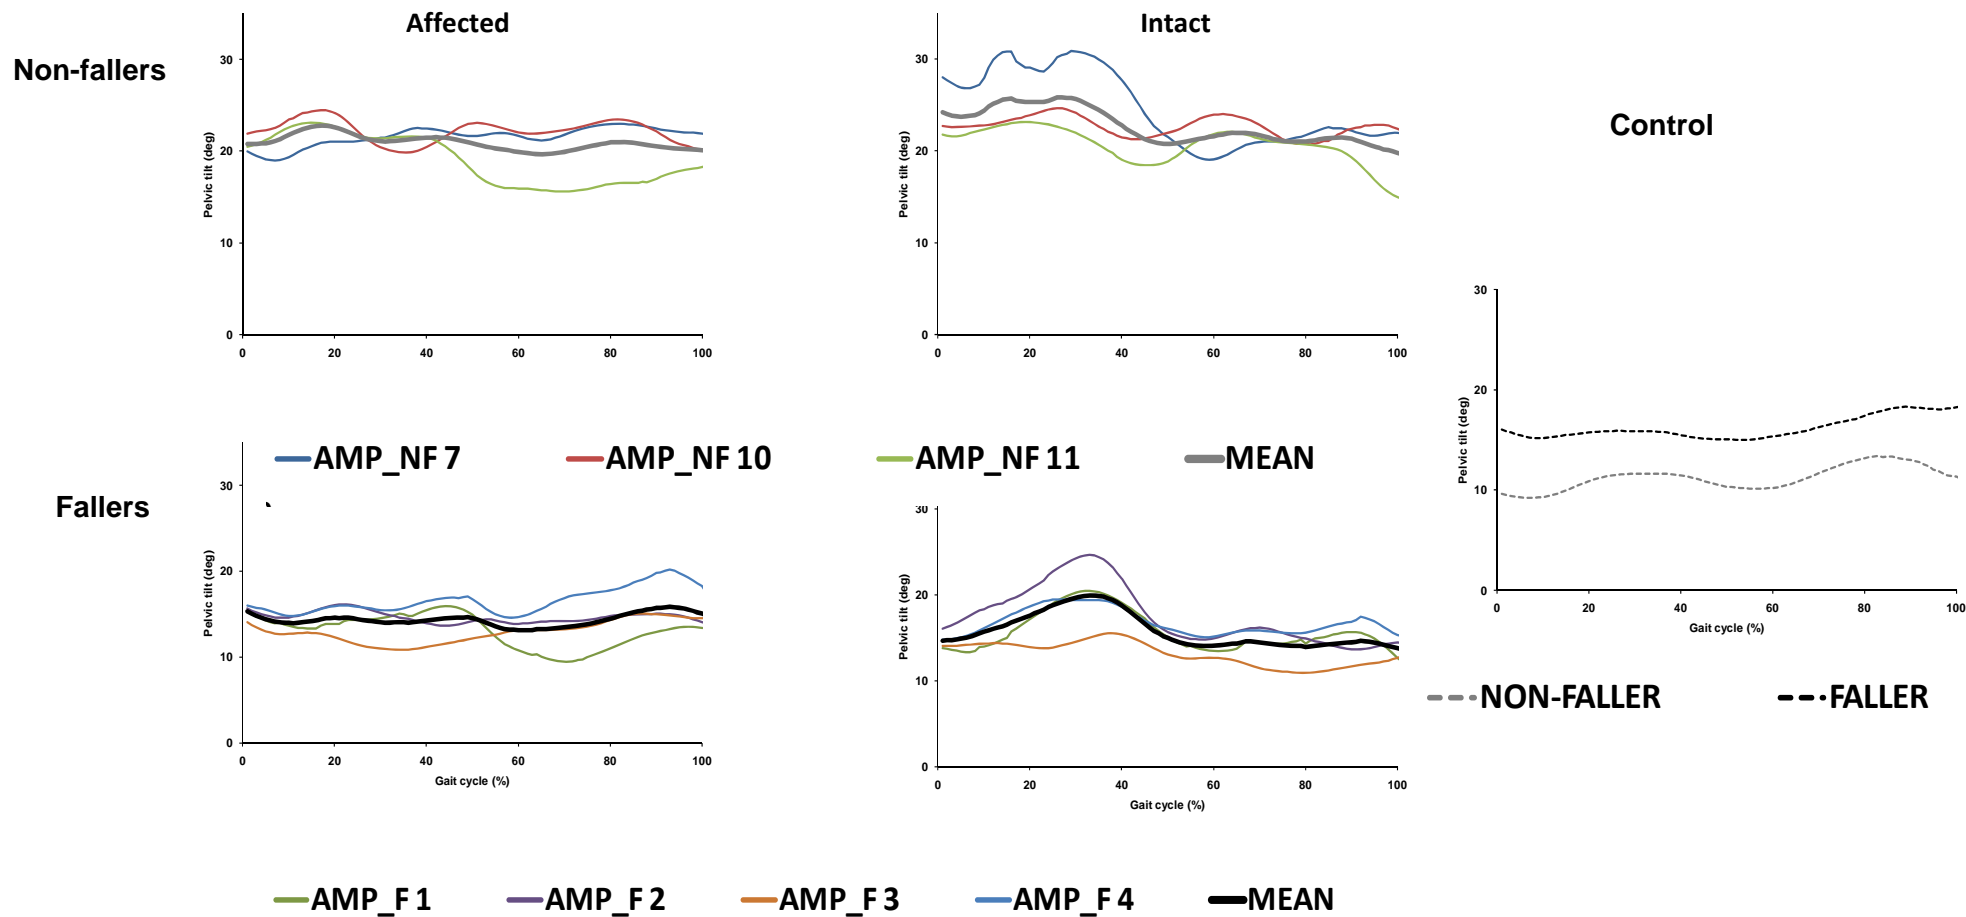 Affected
Intact
Non-fallers
Control
30
20
10
0
Pelvic tilt (deg)
0 20 40 60 80 100
30
20
10
0
Pelvic tilt (deg)
0 20 40 60 80 100
30
20
10
0
Pelvic tilt (deg)
0 20 40 60 80 100
Gait cycle (%)
NON-FALLER FALLER
AMP_NF 7 AMP_NF 10 AMP_NF 11 MEAN
Fallers
30
20
10
0
Pelvic tilt (deg)
0 20 40 60 80 100
Gait cycle (%)
30
20
10
0
Pelvic tilt (deg)
0 20 40 60 80 100
Gait cycle (%)
AMP_F 1 AMP_F 2 AMP_F 3 AMP_F 4 MEAN